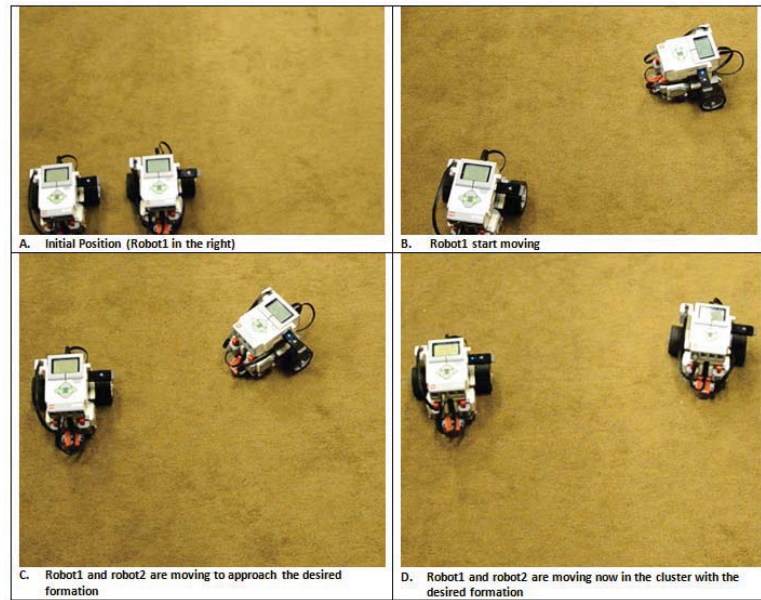 A. Initial Position (Robot1 in the right)
B. Robot1 start moving
C. Robot1 and robot2 are moving to approach the desired
formation
D. Robot1 and robot2 are moving now in the cluster with the
desired formation